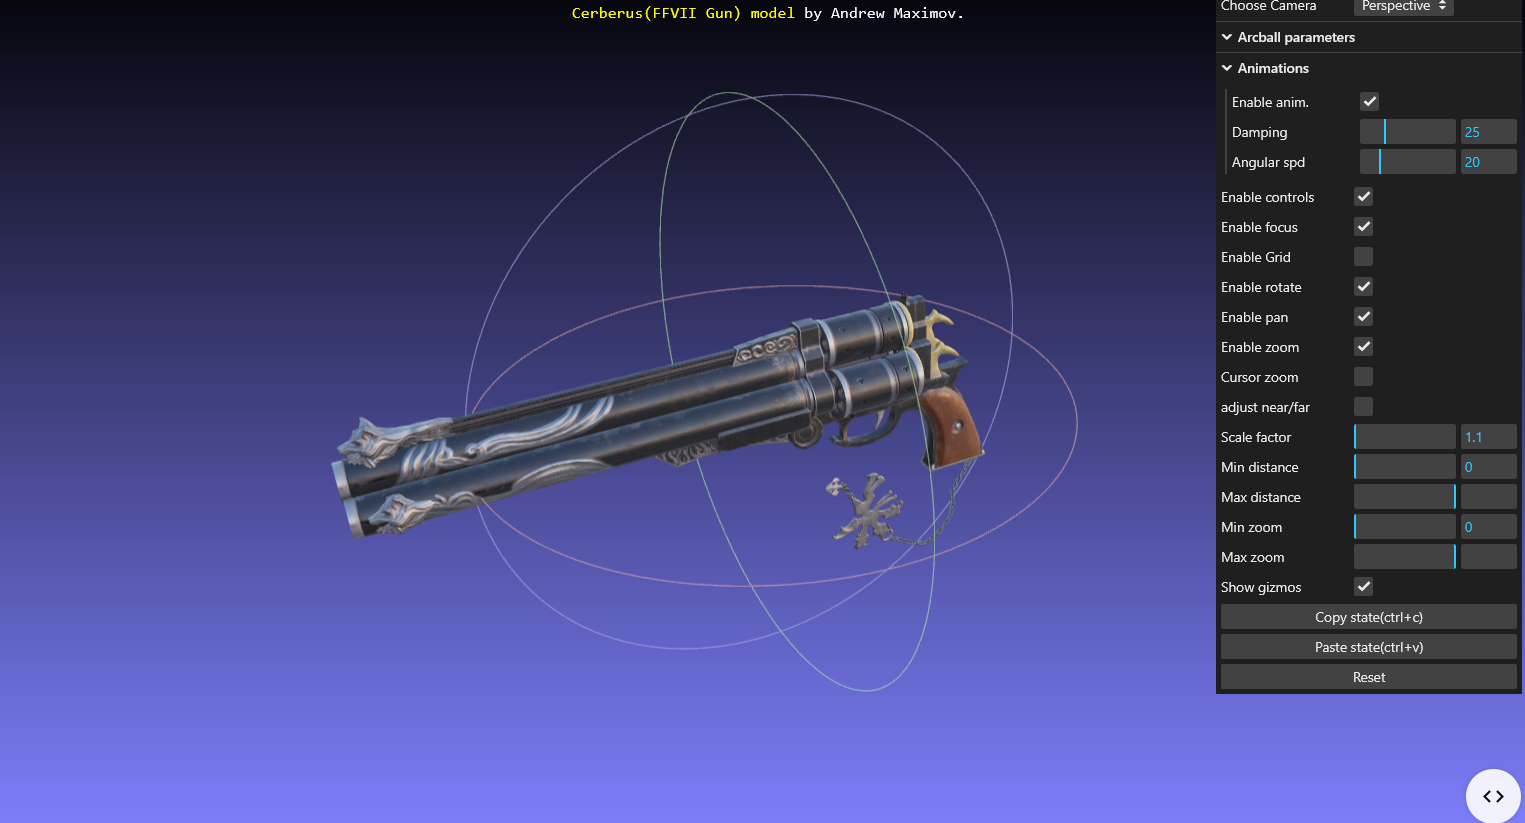 Cerberus(FFVII Gun) model by Andrew Maximov.
Choose Camera Perspective
Arcball parameters
Animations
Enable anim.
Damping 25
Angular spd 20
Enable controls
Enable focus
Enable Grid
Enable rotate
Enable pan
Enable zoom
Cursor zoom
adjust near/far
Scale factor 1.1
Min distance 0
Max distance
Min zoom 0
Max zoom
Show gizmos
Copy state(ctrl+c)
Paste state(ctrl+v)
Reset